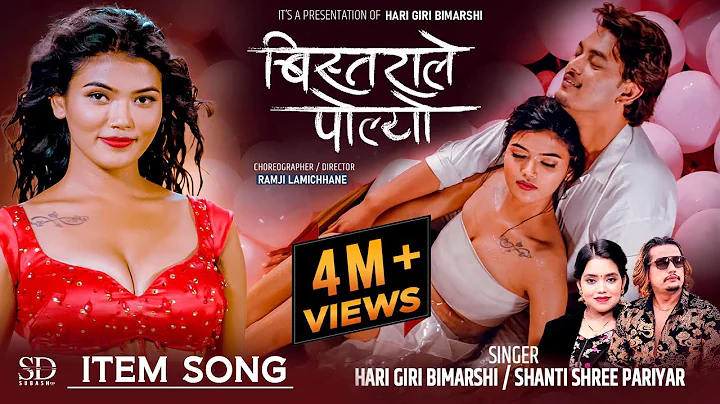 IT'S A PRESENTATION OF HARI GIRI BIMARSHI
बिस्तराले
पोल्यो
CHOREOGRAPHER / DIRECTOR
RAMJI LAMICHHANE
4M+
VIEWS
SD
SUBASH
ITEM SONG
SINGER
HARI GIRI BIMARSHI / SHANTI SHREE PARIYAR